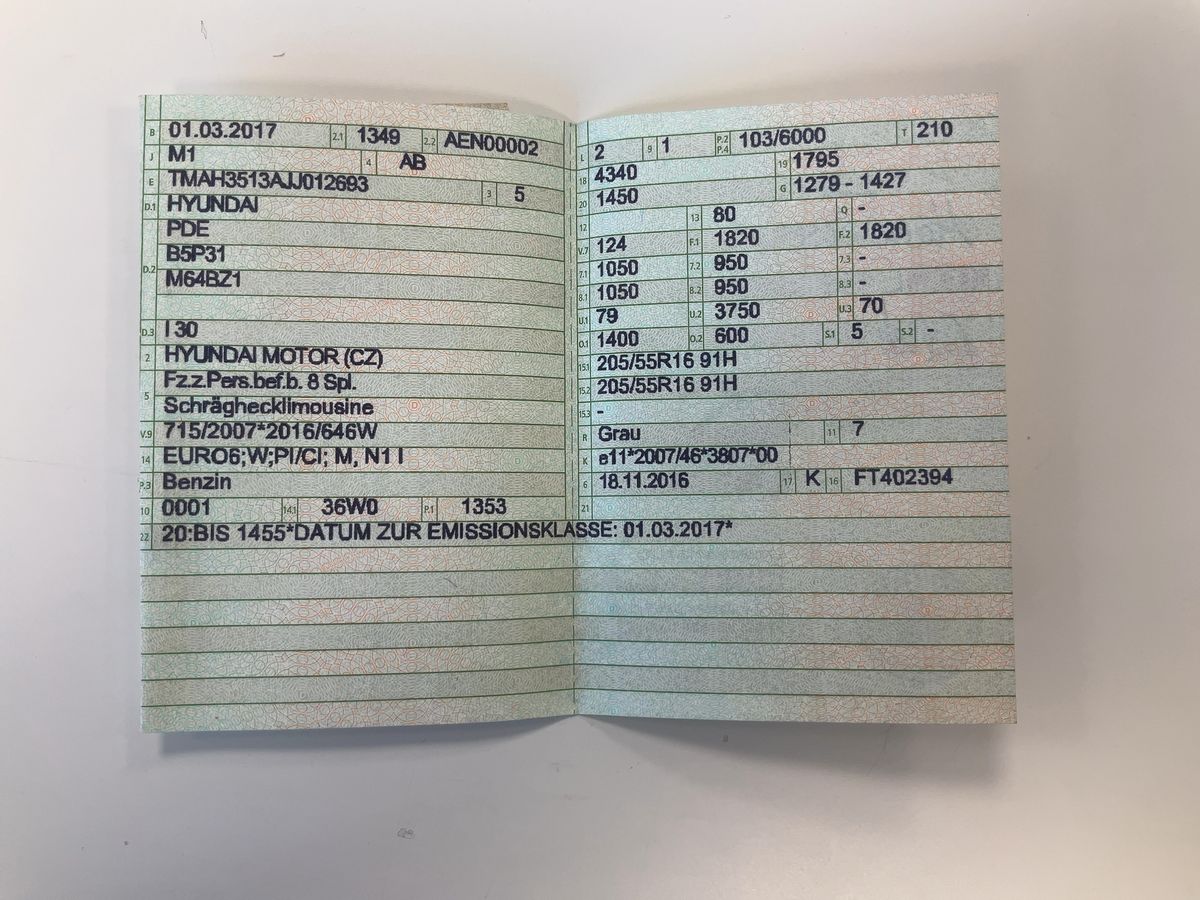 B 01.03.2017 2.1 1349 2.2 AEN00002
J M1 4 AB
E TMAH3513AJJ012693 3 5
D.1 HYUNDAI
PDE
D.2 B5P31
M64BZ1
D.3 I 30
2 HYUNDAI MOTOR (CZ)
5 Fz.z.Pers.bef.b. 8 Spl.
Schräghecklimousine
V.9 715/2007*2016/646W
14 EURO6;W;PI/CI; M, N1 I
P.3 Benzin
10 0001 14.1 36W0 P.1 1353
22 20:BIS 1455*DATUM ZUR EMISSIONSKLASSE: 01.03.2017*
L 2 9 1 P.2 P.4 103/6000 T 210
18 4340 19 1795
20 1450 G 1279 - 1427
12 13 80 Q -
V.7 124 F.1 1820 F.2 1820
7.1 1050 7.2 950 7.3 -
8.1 1050 8.2 950 8.3 -
U.1 79 U.2 3750 U.3 70
O.1 1400 O.2 600 S.1 5 S.2 -
15.1 205/55R16 91H
15.2 205/55R16 91H
15.3 -
R Grau 11 7
K e11*2007/46*3807*00
6 18.11.2016 17 K 16 FT402394
21